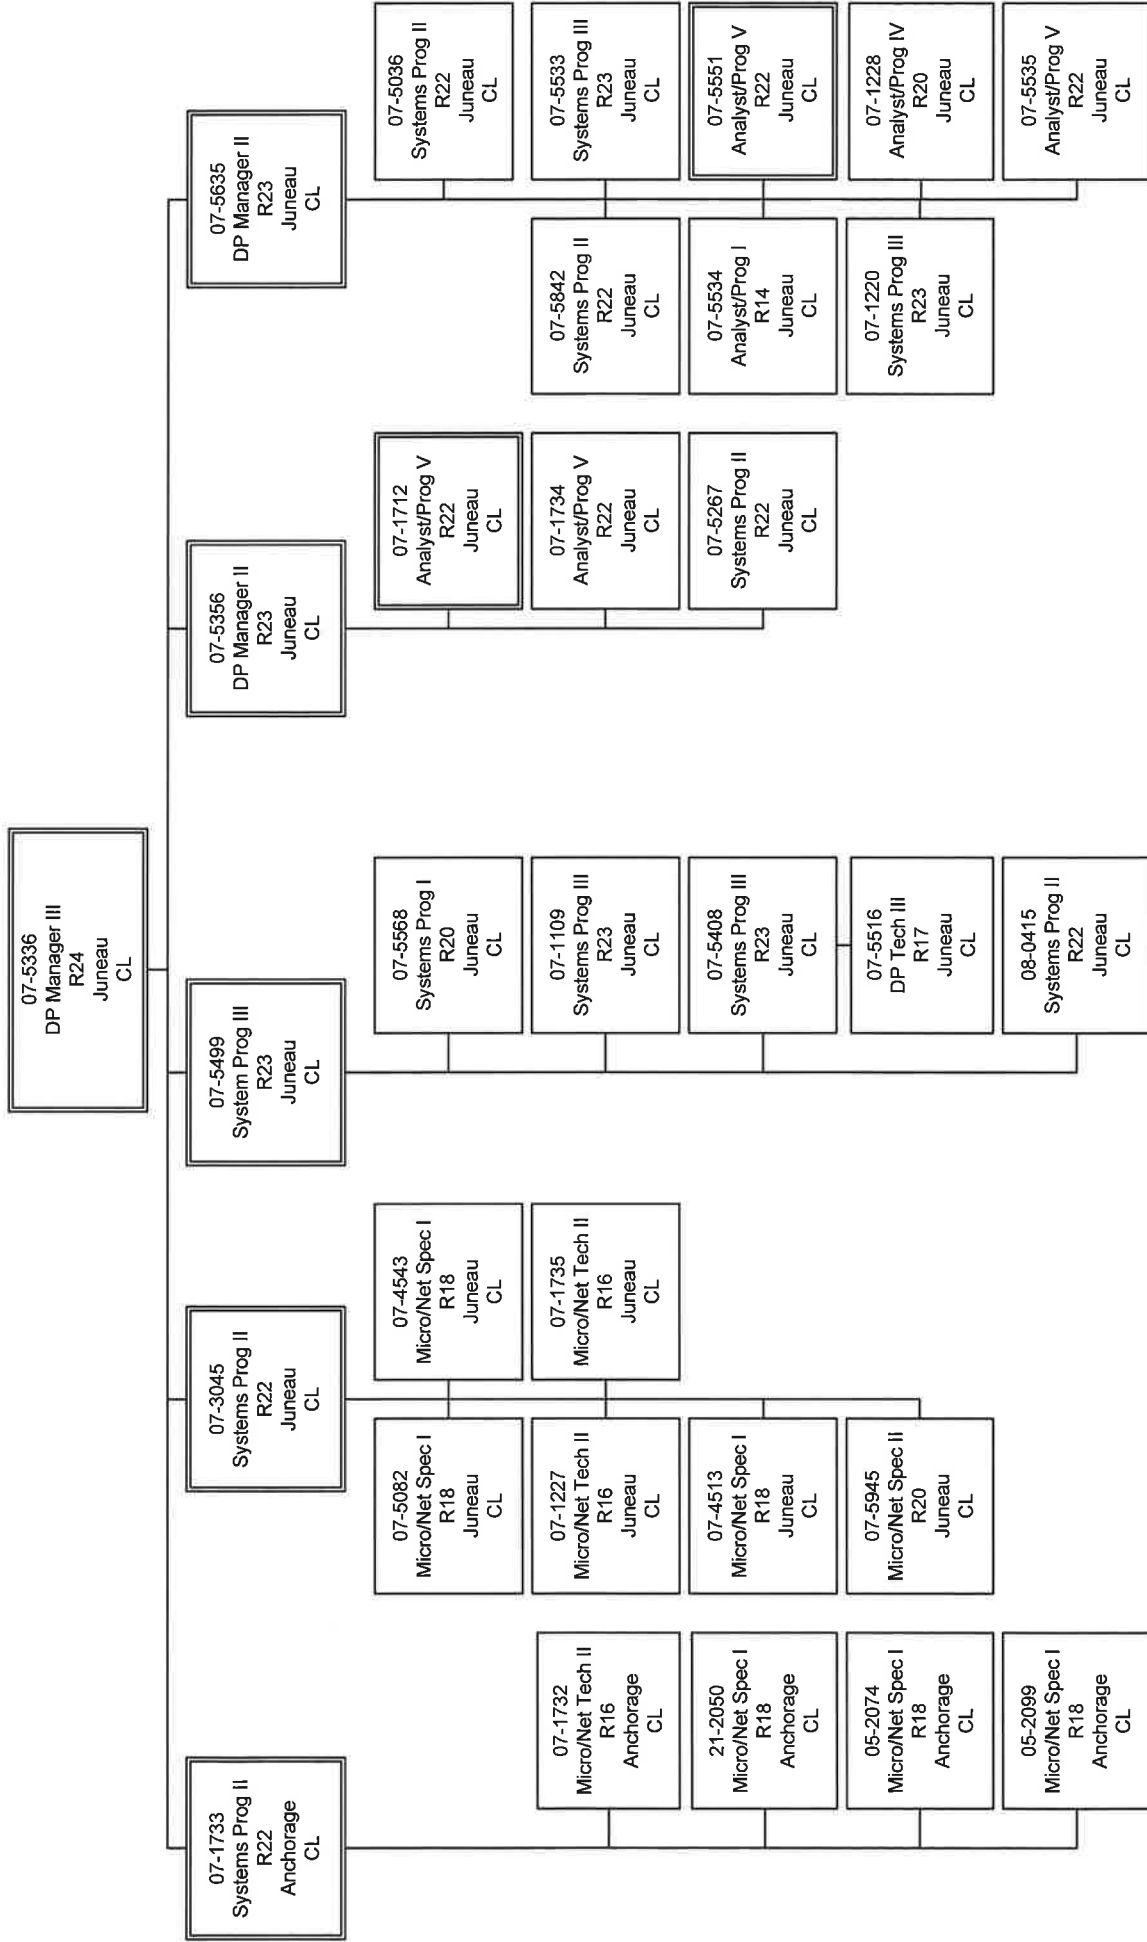 07-5336
DP Manager III
R24
Juneau
CL
07-1733
Systems Prog II
R22
Anchorage
CL
07-3045
Systems Prog II
R22
Juneau
CL
07-5499
System Prog III
R23
Juneau
CL
07-5356
DP Manager II
R23
Juneau
CL
07-5635
DP Manager II
R23
Juneau
CL
07-1732
Micro/Net Tech II
R16
Anchorage
CL
21-2050
Micro/Net Spec I
R18
Anchorage
CL
05-2074
Micro/Net Spec I
R18
Anchorage
CL
05-2099
Micro/Net Spec I
R18
Anchorage
CL
07-5082
Micro/Net Spec I
R18
Juneau
CL
07-4543
Micro/Net Spec I
R18
Juneau
CL
07-1227
Micro/Net Tech II
R16
Juneau
CL
07-1735
Micro/Net Tech II
R16
Juneau
CL
07-4513
Micro/Net Spec I
R18
Juneau
CL
07-5945
Micro/Net Spec II
R20
Juneau
CL
07-5568
Systems Prog I
R20
Juneau
CL
07-1109
Systems Prog III
R23
Juneau
CL
07-5408
Systems Prog III
R23
Juneau
CL
07-5516
DP Tech III
R17
Juneau
CL
08-0415
Systems Prog II
R22
Juneau
CL
07-1712
Analyst/Prog V
R22
Juneau
CL
07-1734
Analyst/Prog V
R22
Juneau
CL
07-5267
Systems Prog II
R22
Juneau
CL
07-5036
Systems Prog II
R22
Juneau
CL
07-5842
Systems Prog II
R22
Juneau
CL
07-5533
Systems Prog III
R23
Juneau
CL
07-5534
Analyst/Prog I
R14
Juneau
CL
07-5551
Analyst/Prog V
R22
Juneau
CL
07-1220
Systems Prog III
R23
Juneau
CL
07-1228
Analyst/Prog IV
R20
Juneau
CL
07-5535
Analyst/Prog V
R22
Juneau
CL